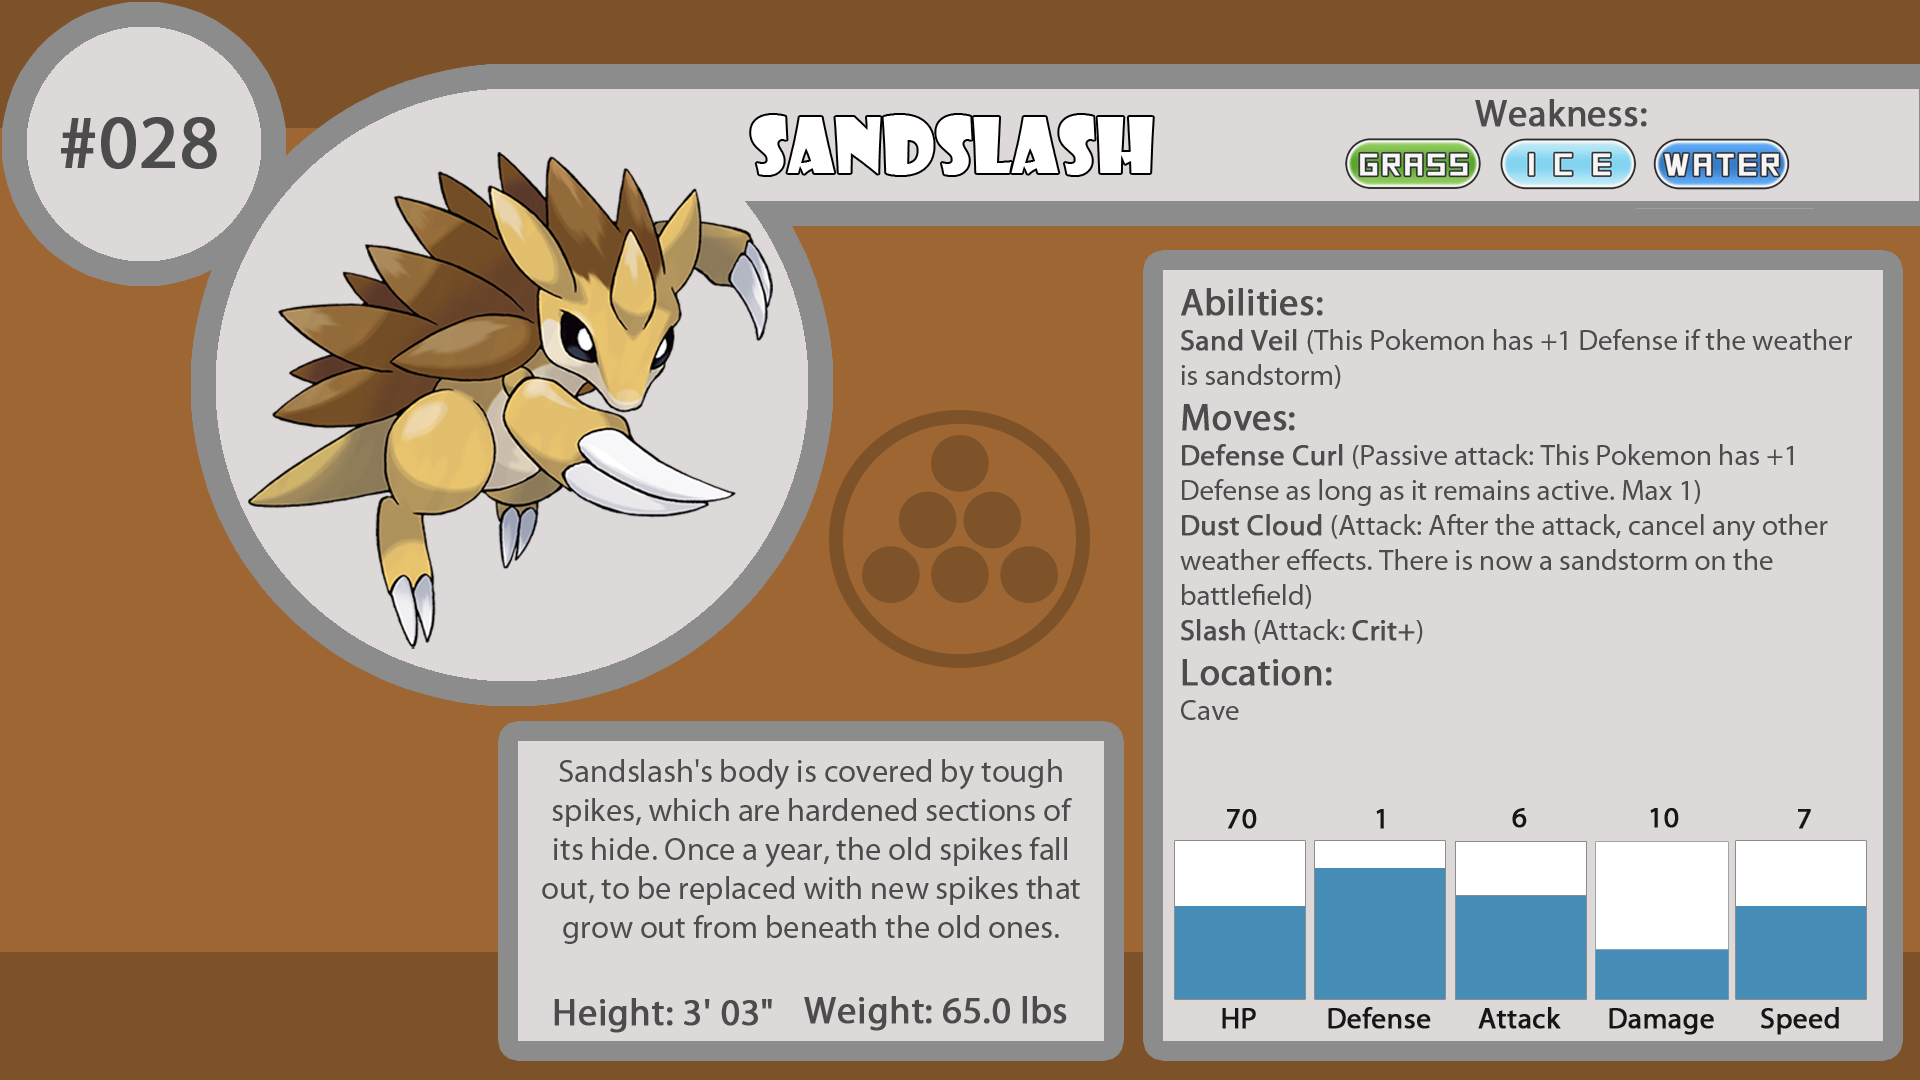 #028
SANDSLASH
Weakness:
GRASS ICE WATER
Abilities:
Sand Veil (This Pokemon has +1 Defense if the weather
is sandstorm)
Moves:
Defense Curl (Passive attack: This Pokemon has +1
Defense as long as it remains active. Max 1)
Dust Cloud (Attack: After the attack, cancel any other
weather effects. There is now a sandstorm on the
battlefield)
Slash (Attack: Crit+)
Location:
Cave
70 1 6 10 7
HP Defense Attack Damage Speed
Sandslash's body is covered by tough
spikes, which are hardened sections of
its hide. Once a year, the old spikes fall
out, to be replaced with new spikes that
grow out from beneath the old ones.
Height: 3' 03" Weight: 65.0 lbs